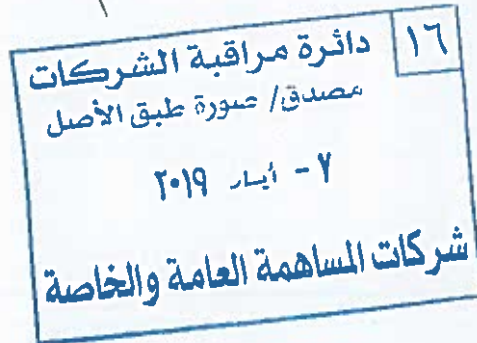 ١٦
دائرة مراقبة الشركات
مصدق/ صورة طبق الأصل
٧ - أيار ٢٠١٩
شركات المساهمة العامة والخاصة